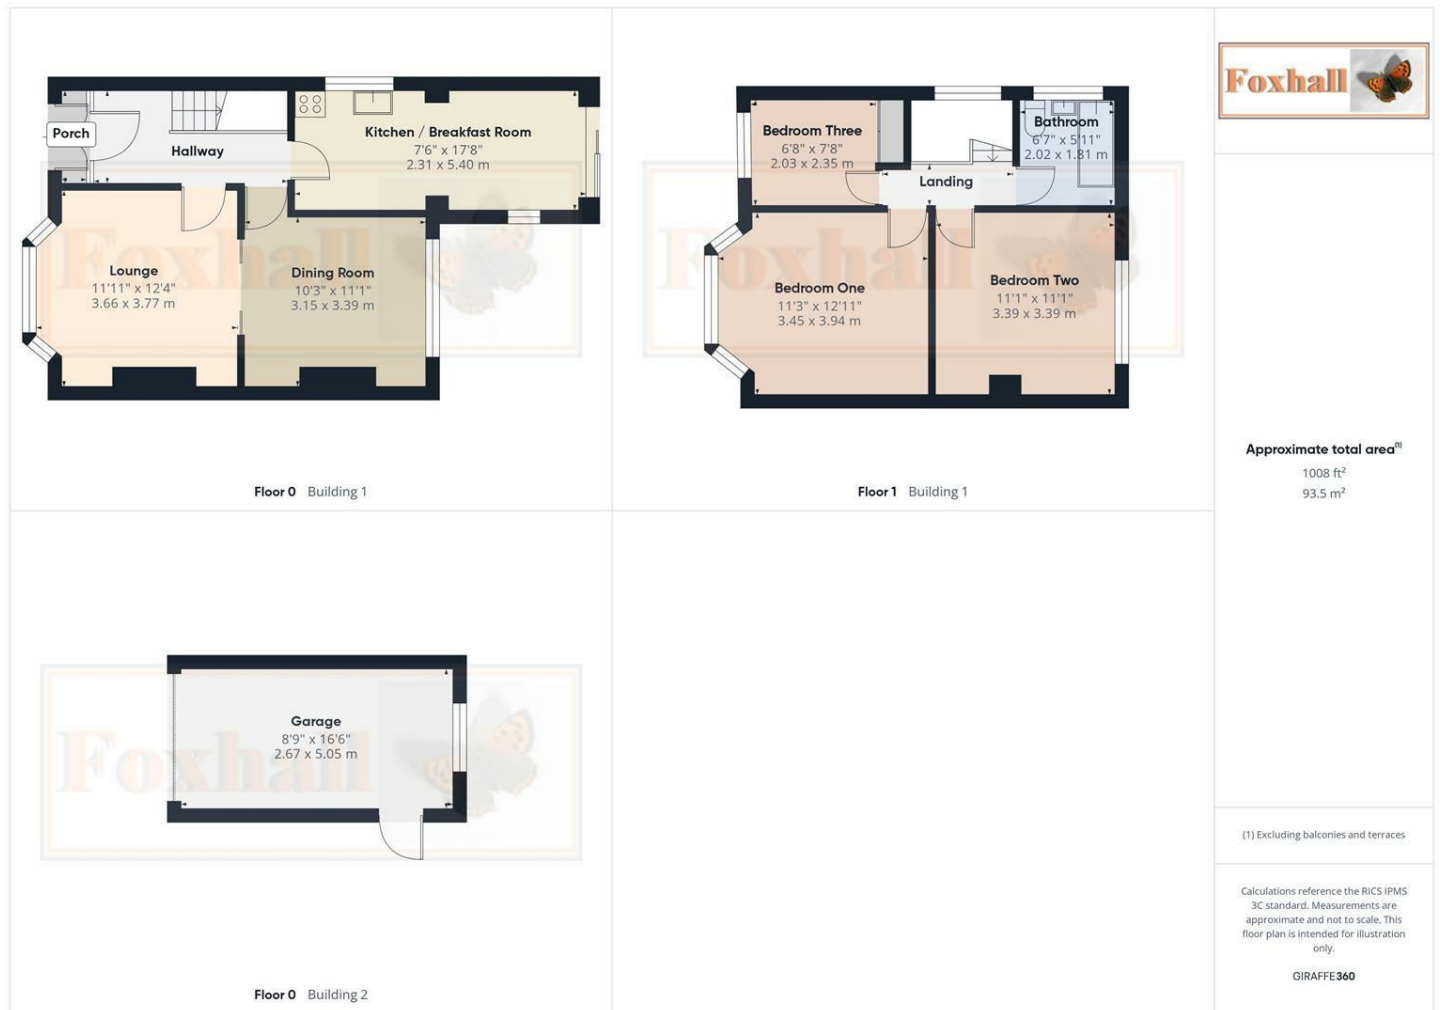 Porch
Hallway
Kitchen / Breakfast Room
7'6" x 17'8"
2.31 x 5.40 m
Lounge
11'11" x 12'4"
3.66 x 3.77 m
Dining Room
10'3" x 11'1"
3.15 x 3.39 m
Foxhall
Floor 0 Building 1
Bedroom Three
6'8" x 7'8"
2.03 x 2.35 m
Bathroom
6'7" x 5'11"
2.02 x 1.81 m
Landing
Bedroom One
11'3" x 12'11"
3.45 x 3.94 m
Bedroom Two
11'1" x 11'1"
3.39 x 3.39 m
Foxhall
Floor 1 Building 1
Garage
8'9" x 16'6"
2.67 x 5.05 m
Foxhall
Floor 0 Building 2
Foxhall
Approximate total area(1)
1008 ft²
93.5 m²
(1) Excluding balconies and terraces
Calculations reference the RICS IPMS
3C standard. Measurements are
approximate and not to scale. This
floor plan is intended for illustration
only.
GIRAFFE360